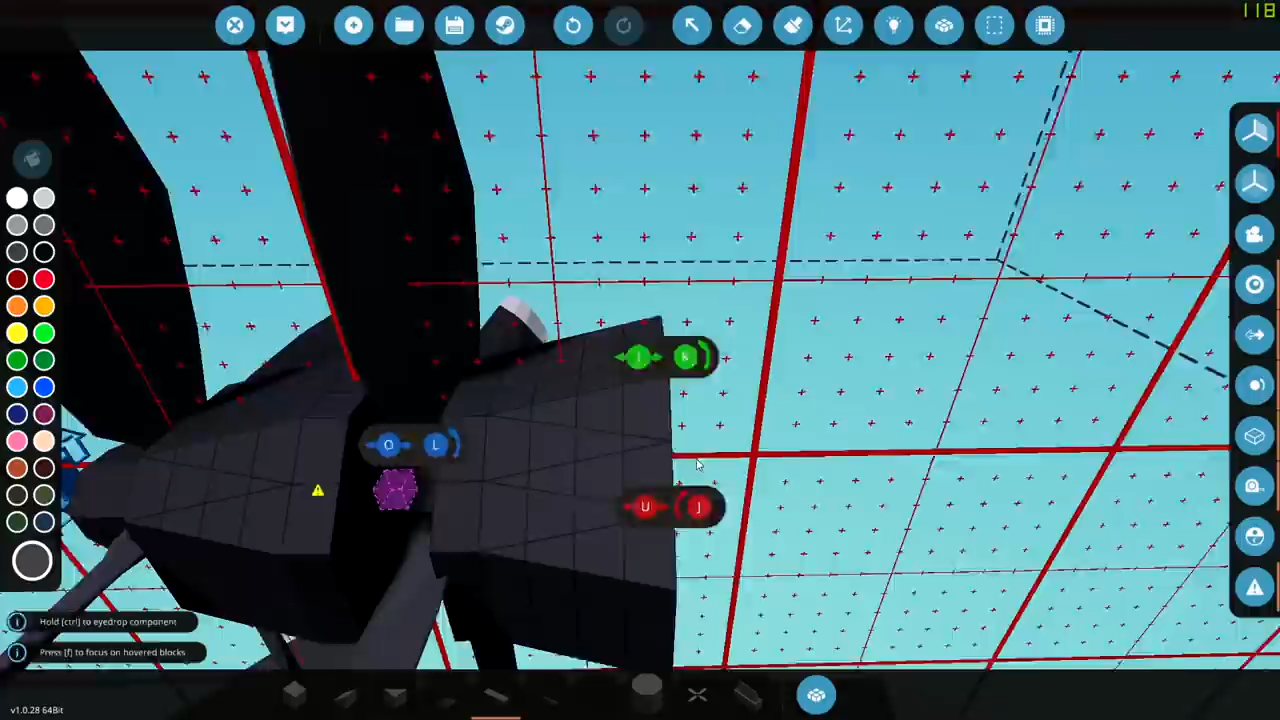 118
I K
O L
U J
Hold [ctrl] to eyedrop component
Press [f] to focus on hovered blocks
v1.0.28 64Bit